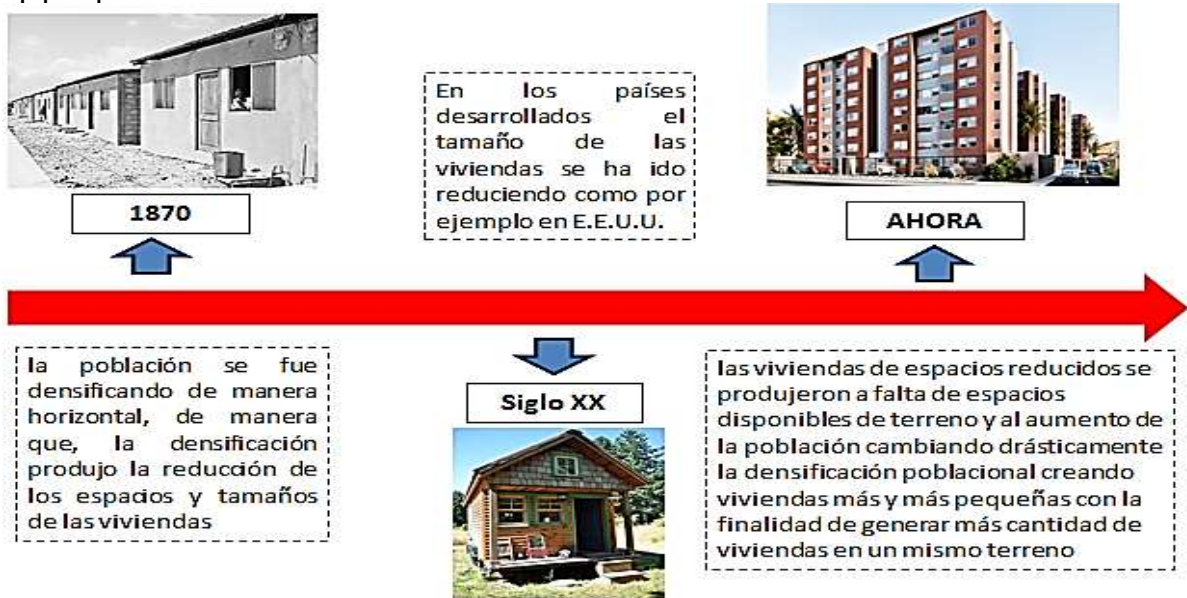 1870
la población se fue
densificando de manera
horizontal, de manera
que, la densificación
produjo la reducción de
los espacios y tamaños
de las viviendas
En los países
desarrollados el
tamaño de las
viviendas se ha ido
reduciendo como por
ejemplo en E.E.U.U.
Siglo XX
AHORA
las viviendas de espacios reducidos se
produjeron a falta de espacios
disponibles de terreno y al aumento de
la población cambiando drásticamente
la densificación poblacional creando
viviendas más y más pequeñas con la
finalidad de generar más cantidad de
viviendas en un mismo terreno